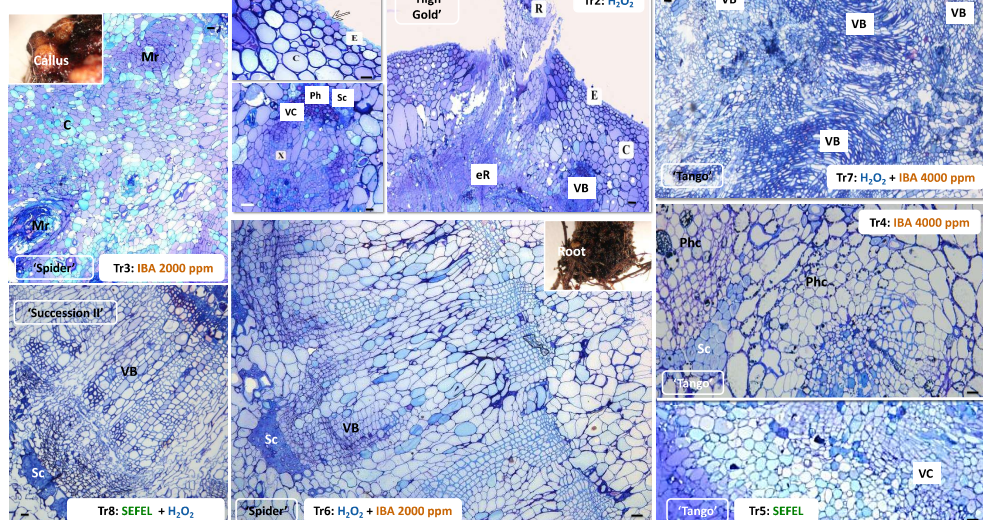 Callus
Mr
C
Mr
'Spider'
Tr3: IBA 2000 ppm
E
C
Ph
Sc
VC
X
'High
Gold'
Tr2: H₂O₂
R
E
C
eR
VB
VB
VB
VB
VB
'Tango'
Tr7: H₂O₂ + IBA 4000 ppm
'Succession II'
VB
Sc
Tr8: SEFEL + H₂O₂
Root
Sc
VB
'Spider'
Tr6: H₂O₂ + IBA 2000 ppm
Tr4: IBA 4000 ppm
Phc
Phc
Sc
'Tango'
VC
'Tango'
Tr5: SEFEL